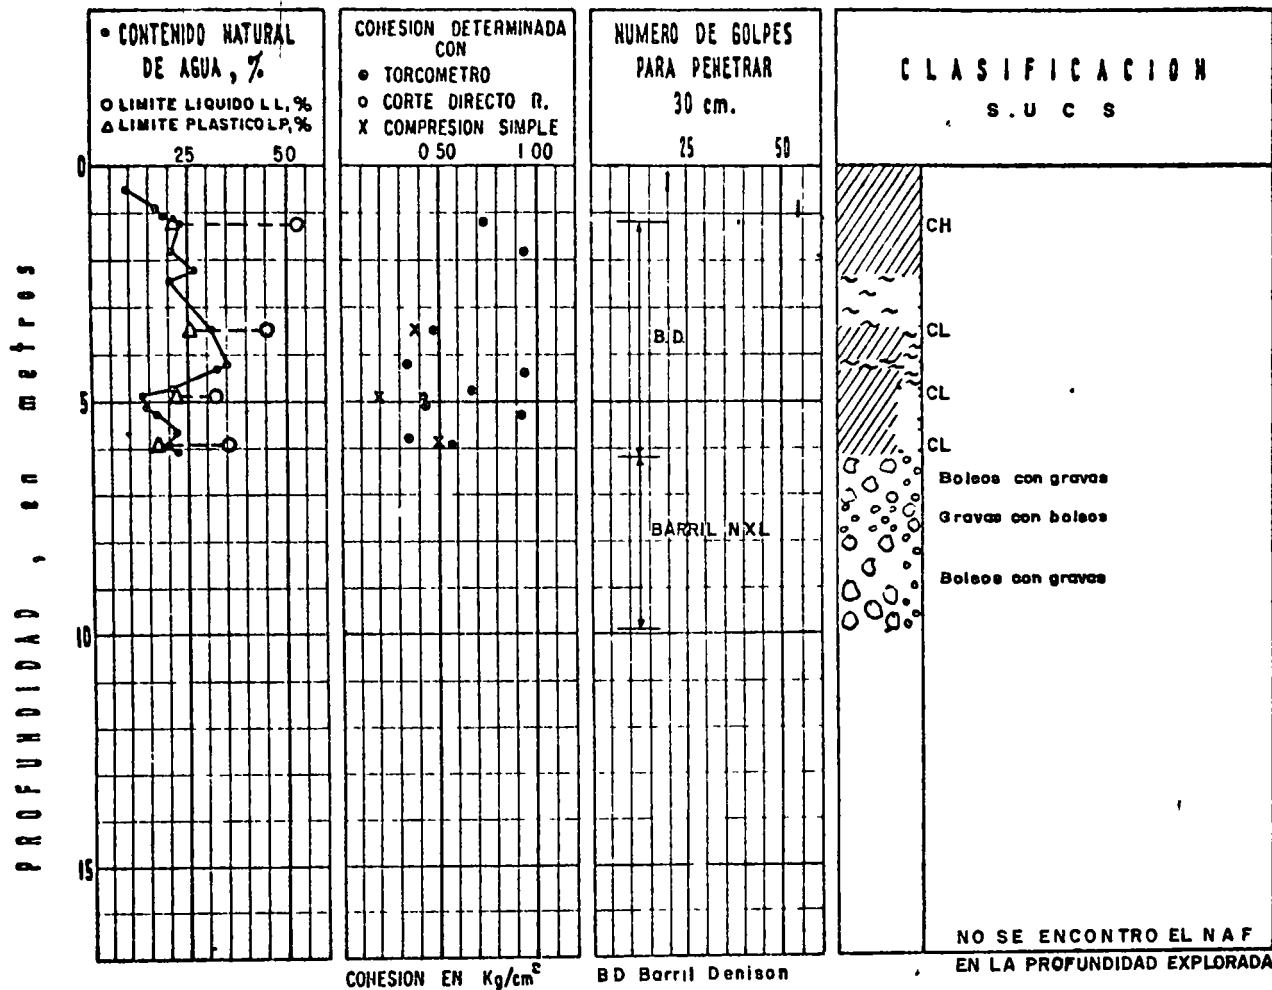 • CONTENIDO NATURAL
DE AGUA, %
O LIMITE LIQUIDO LL, %
△ LIMITE PLASTICO LP, %
25 50
COHESION DETERMINADA
CON
• TORCOMETRO
O CORTE DIRECTO R.
X COMPRESION SIMPLE
0 50 1 00
NUMERO DE GOLPES
PARA PENETRAR
30 cm.
25 50
CLASIFICACION
S.U C S
PROFUNDIDAD, en metros
0
5
10
15
B.D.
BARRIL NXL
CH
CL
CL
CL
Boleos con gravas
Gravas con boleos
Boleos con gravas
COHESION EN Kg/cm²
BD Barril Denison
NO SE ENCONTRO EL NAF
EN LA PROFUNDIDAD EXPLORADA